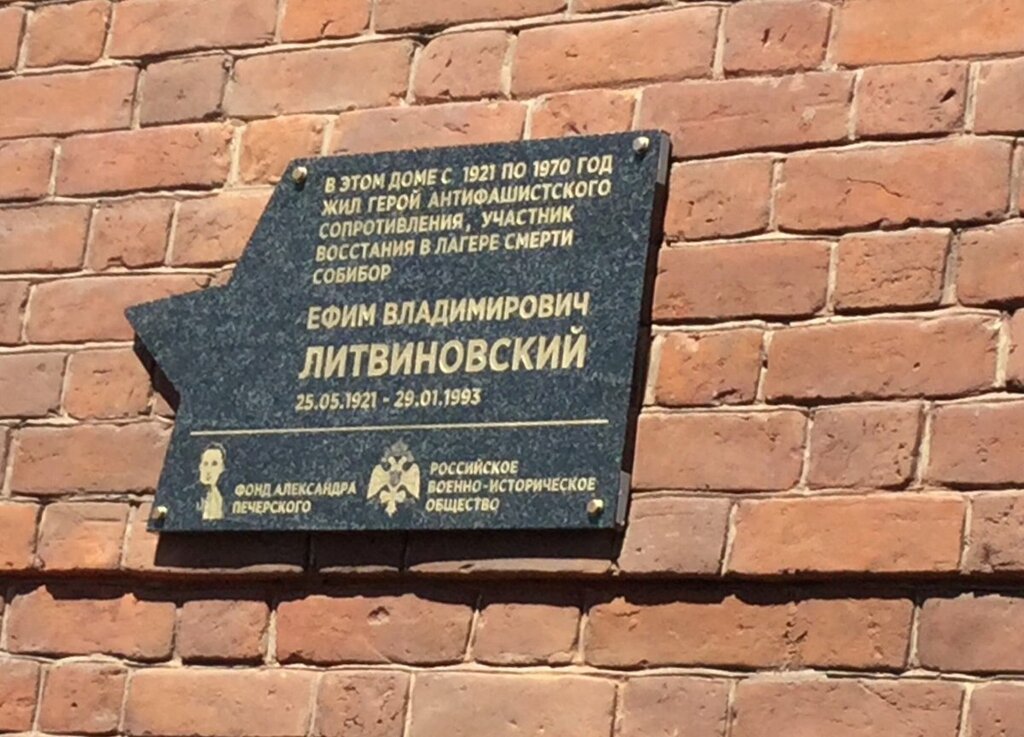 В ЭТОМ ДОМЕ С 1921 ПО 1970 ГОД
ЖИЛ ГЕРОЙ АНТИФАШИСТСКОГО
СОПРОТИВЛЕНИЯ, УЧАСТНИК
ВОССТАНИЯ В ЛАГЕРЕ СМЕРТИ
СОБИБОР
ЕФИМ ВЛАДИМИРОВИЧ
ЛИТВИНОВСКИЙ
25.05.1921 - 29.01.1993
ФОНД АЛЕКСАНДРА
ПЕЧЕРСКОГО
РОССИЙСКОЕ
ВОЕННО-ИСТОРИЧЕСКОЕ
ОБЩЕСТВО